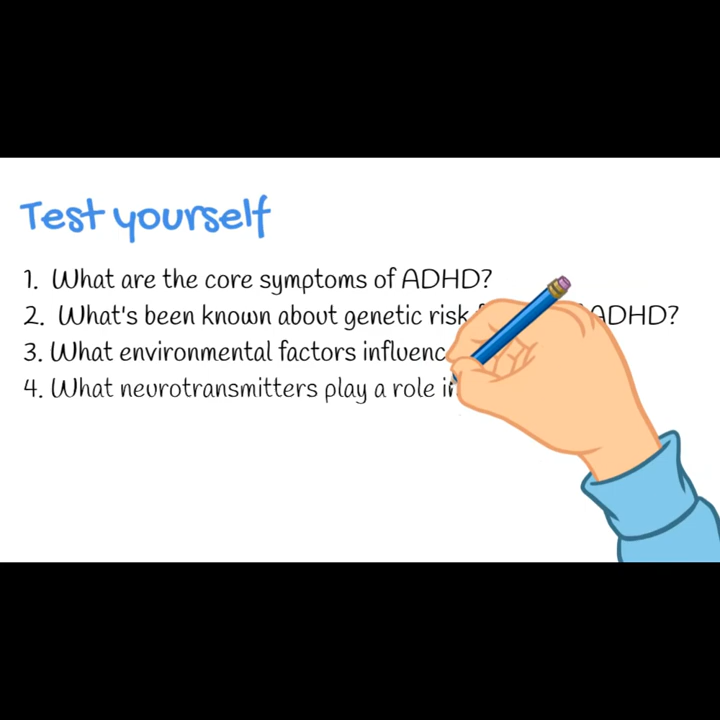 Test yourself
1. What are the core symptoms of ADHD?
2. What's been known about genetic risk ADHD?
3. What environmental factors
4. What neurotransmitters play a role